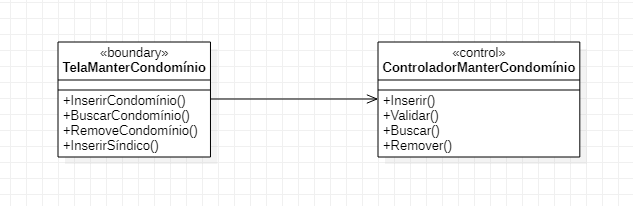 «boundary»
TelaManterCondomínio
+InserirCondomínio()
+BuscarCondomínio()
+RemoveCondomínio()
+InserirSíndico()
«control»
ControladorManterCondomínio
+Inserir()
+Validar()
+Buscar()
+Remover()